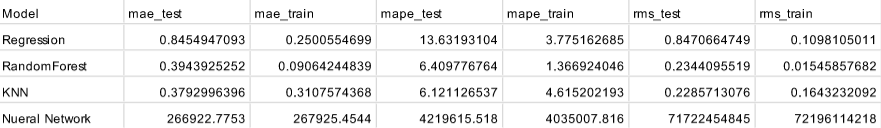 Model mae_test mae_train mape_test mape_train rms_test rms_train
Regression 0.8454947093 0.2500554699 13.63193104 3.775162685 0.8470664749 0.1098105011
RandomForest 0.3943925252 0.09064244839 6.409776764 1.366924046 0.2344095519 0.01545857682
KNN 0.3792996396 0.3107574368 6.121126537 4.615202193 0.2285713076 0.1643232092
Nueral Network 266922.7753 267925.4544 4219615.518 4035007.816 71722454845 72196114218